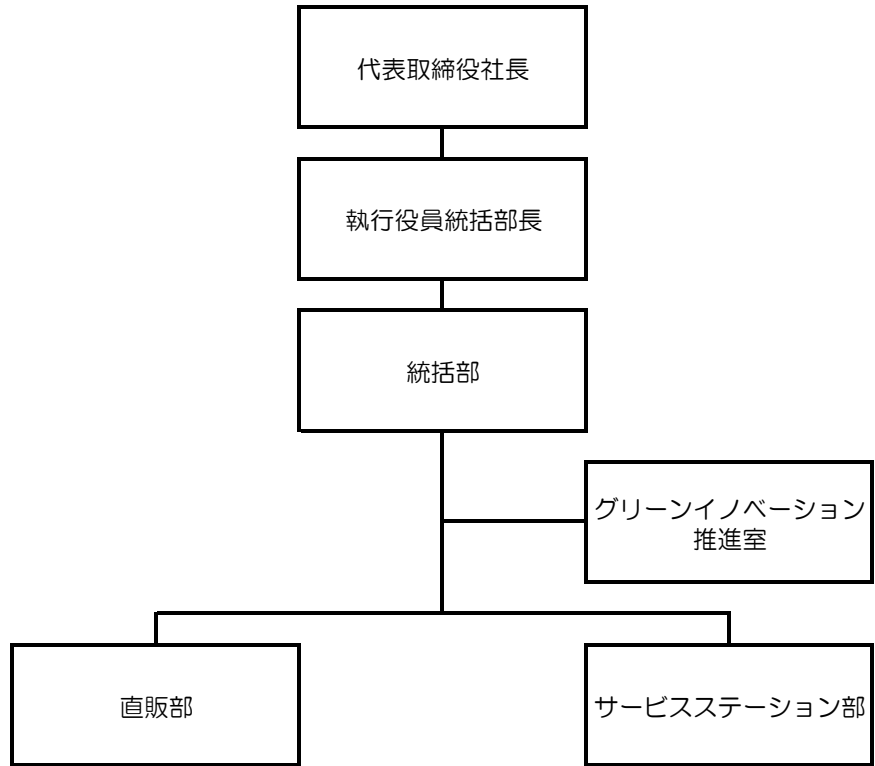 代表取締役社長
執行役員統括部長
統括部
グリーンイノベーション
推進室
直販部
サービスステーション部